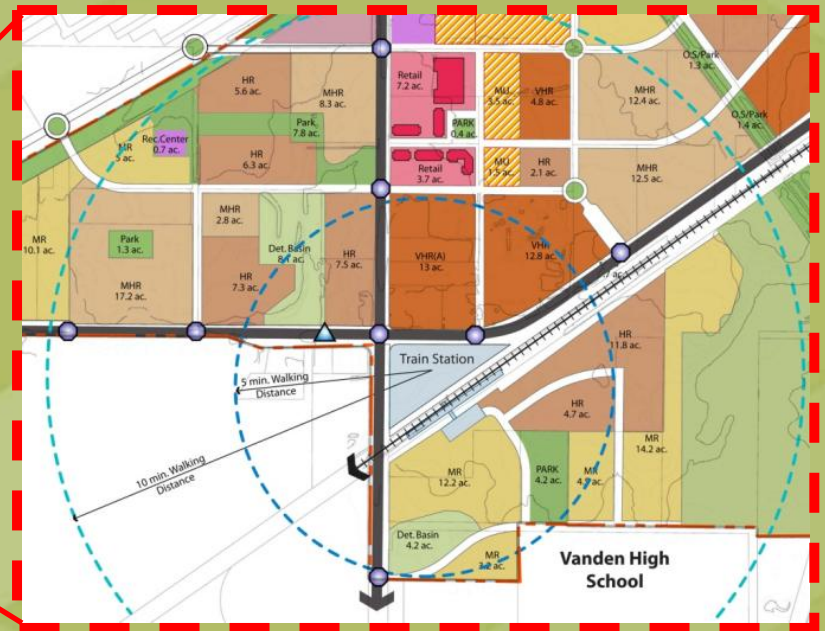 HR
5.6 ac.
MHR
8.3 ac.
Retail
7.2 ac.
MU
3.5 ac.
VHR
4.8 ac.
MHR
12.4 ac.
O.S/Park
1.3 ac.
O.S/Park
1.4 ac.
Park
7.8 ac.
PARK
0.4 ac.
Rec.Center
0.7 ac.
MR
5 ac.
HR
6.3 ac.
Retail
3.7 ac.
MU
1.5 ac.
HR
2.1 ac.
MHR
12.5 ac.
MHR
2.8 ac.
MR
10.1 ac.
Park
1.3 ac.
Det. Basin
8.1 ac.
HR
7.5 ac.
VHR(A)
13 ac.
VHR
12.8 ac.
MHR
17.2 ac.
HR
7.3 ac.
HR
11.8 ac.
Train Station
5 min. Walking
Distance
HR
4.7 ac.
MR
14.2 ac.
10 min. Walking
Distance
MR
12.2 ac.
PARK
4.2 ac.
MR
Det. Basin
4.2 ac.
MR
Vanden High
School